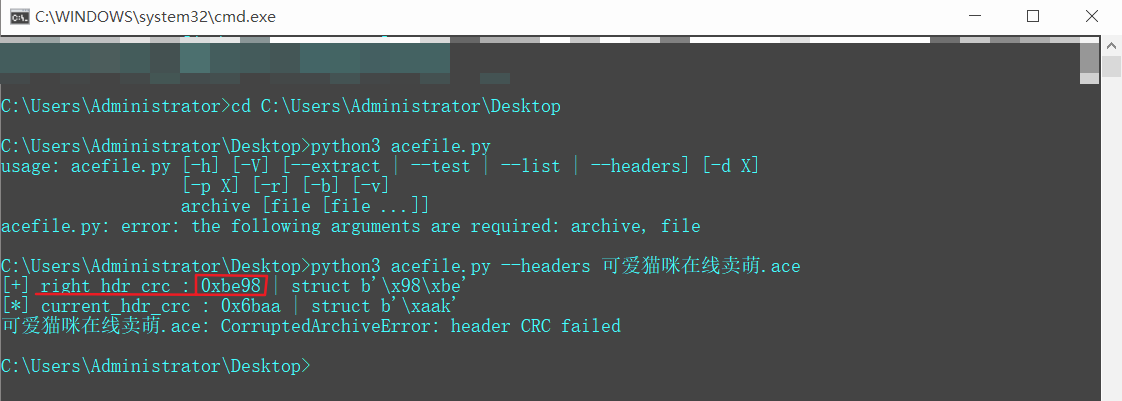 C:\WINDOWS\system32\cmd.exe
C:\Users\Administrator>cd C:\Users\Administrator\Desktop
C:\Users\Administrator\Desktop>python3 acefile.py
usage: acefile.py [-h] [-V] [--extract | --test | --list | --headers] [-d X]
[-p X] [-r] [-b] [-v]
archive [file [file ...]]
acefile.py: error: the following arguments are required: archive, file
C:\Users\Administrator\Desktop>python3 acefile.py --headers 可爱猫咪在线卖萌.ace
[+] right_hdr_crc : 0xbe98 | struct b'\x98\xbe'
[*] current_hdr_crc : 0x6baa | struct b'\xaak'
可爱猫咪在线卖萌.ace: CorruptedArchiveError: header CRC failed
C:\Users\Administrator\Desktop>